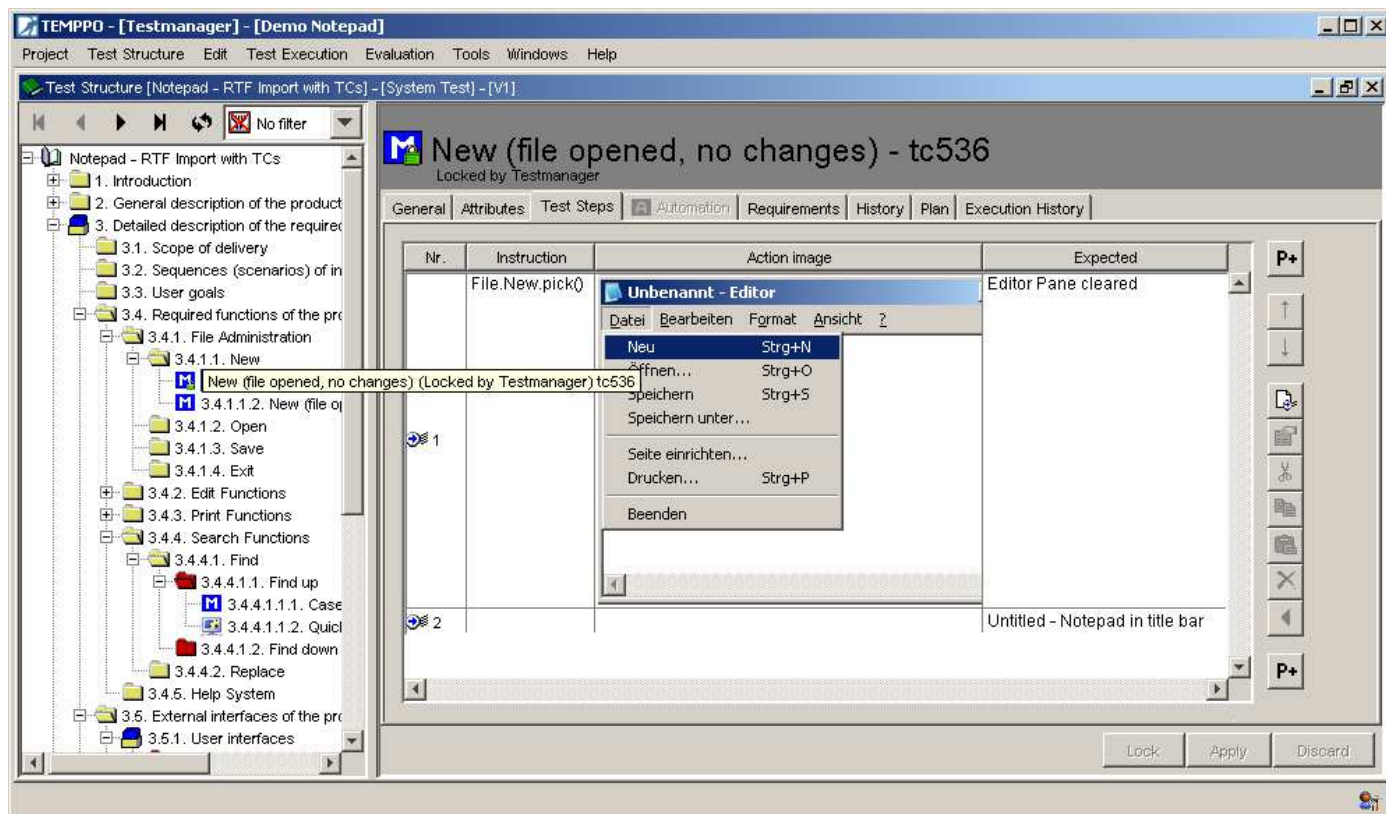 TEMPPO - [Testmanager] - [Demo Notepad]
Project Test Structure Edit Test Execution Evaluation Tools Windows Help
Test Structure [Notepad - RTF Import with TCs] - [System Test] - [V1]
No filter
Notepad - RTF Import with TCs
1. Introduction
2. General description of the product
3. Detailed description of the required
3.1. Scope of delivery
3.2. Sequences (scenarios) of in
3.3. User goals
3.4. Required functions of the pro
3.4.1. File Administration
3.4.1.1. New
New (file opened, no changes) (Locked by Testmanager) tc536
3.4.1.1.2. New (file op
3.4.1.2. Open
3.4.1.3. Save
3.4.1.4. Exit
3.4.2. Edit Functions
3.4.3. Print Functions
3.4.4. Search Functions
3.4.4.1. Find
3.4.4.1.1. Find up
3.4.4.1.1.1. Case
3.4.4.1.1.2. Quicl
3.4.4.1.2. Find down
3.4.4.2. Replace
3.4.5. Help System
3.5. External interfaces of the pro
3.5.1. User interfaces
New (file opened, no changes) - tc536
Locked by Testmanager
General Attributes Test Steps Automation Requirements History Plan Execution History
Nr. Instruction Action image Expected
File.New.pick() Editor Pane cleared
Unbenannt - Editor
Datei Bearbeiten Format Ansicht ?
Neu Strg+N
Öffnen... Strg+O
Speichern Strg+S
Speichern unter...
Seite einrichten...
Drucken... Strg+P
Beenden
1
2 Untitled - Notepad in title bar
P+
P+
Lock Apply Discard